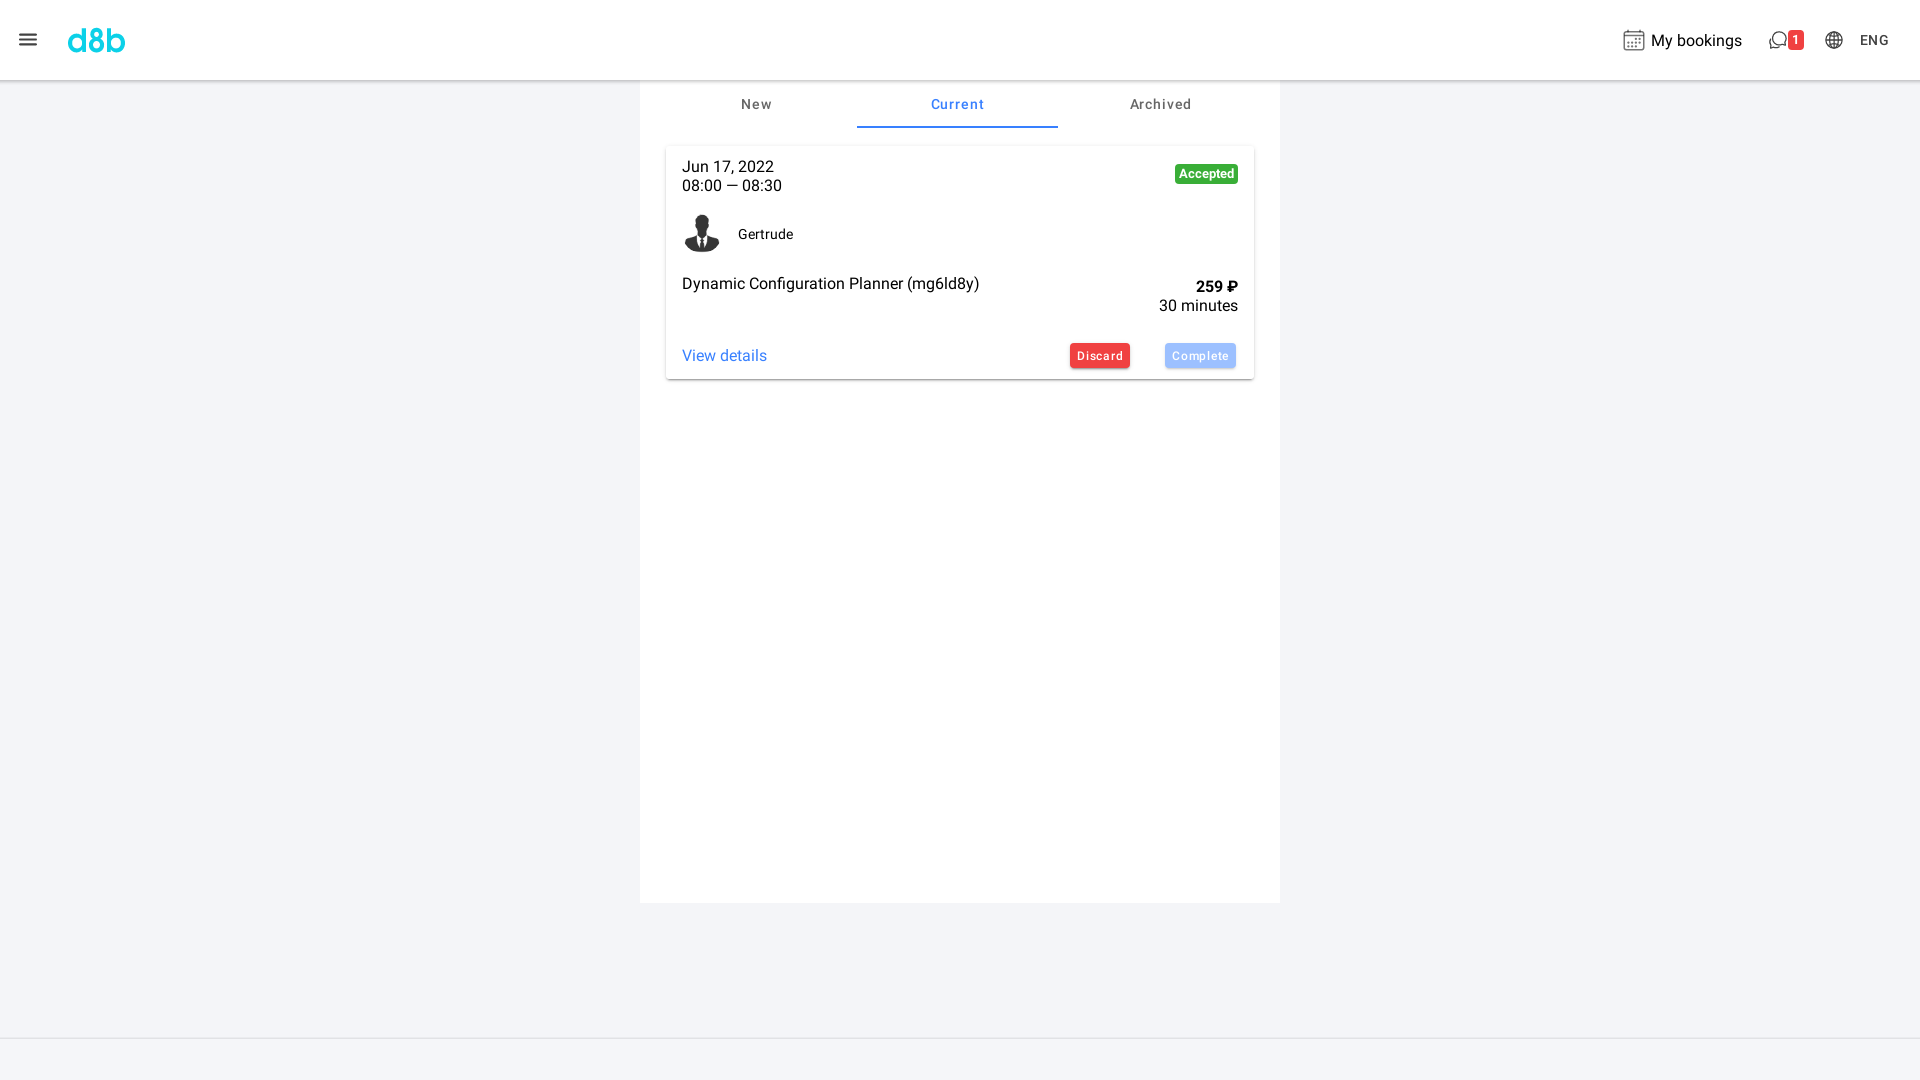 d8b
My bookings
1
ENG
New
Current
Archived
Jun 17, 2022
08:00 — 08:30
Accepted
Gertrude
Dynamic Configuration Planner (mg6ld8y)
259 ₽
30 minutes
View details
Discard
Complete